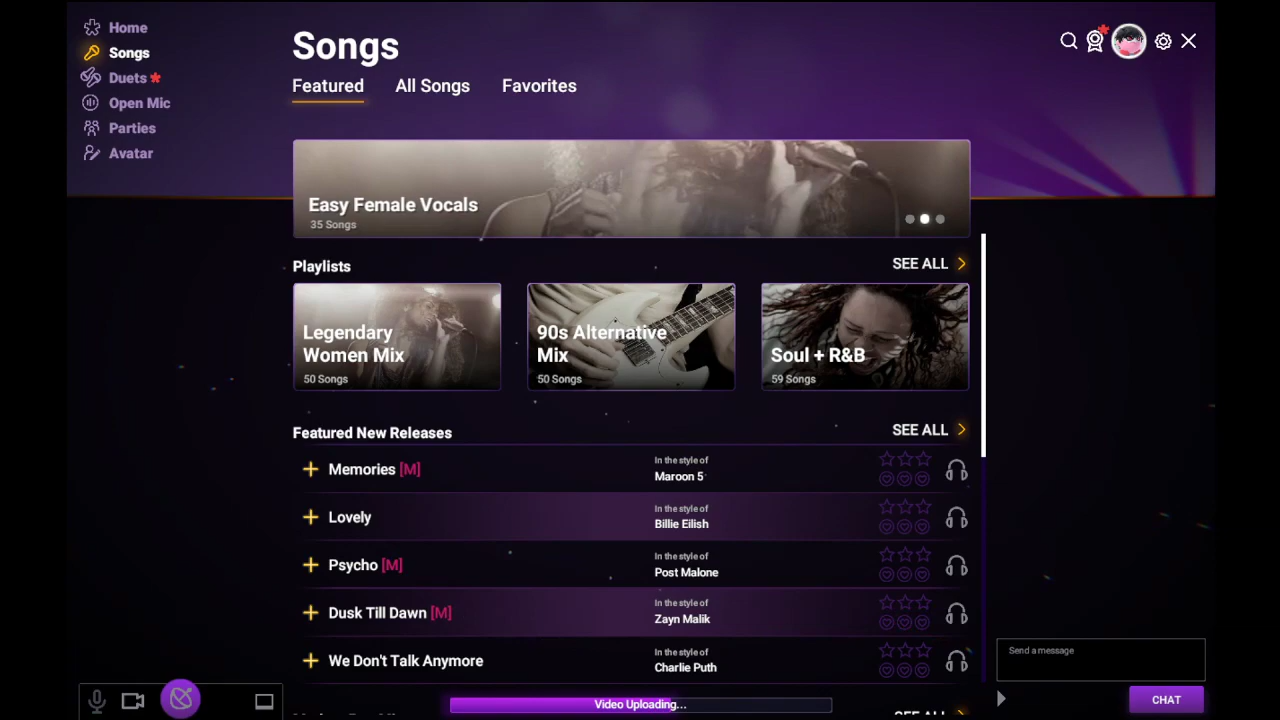 Home
Songs
Duets
Open Mic
Parties
Avatar
Songs
Featured All Songs Favorites
Easy Female Vocals
35 Songs
Playlists
SEE ALL
Legendary
Women Mix
50 Songs
90s Alternative
Mix
50 Songs
Soul + R&B
59 Songs
Featured New Releases
SEE ALL
Memories [M]
In the style of
Maroon 5
Lovely
In the style of
Billie Eilish
Psycho [M]
In the style of
Post Malone
Dusk Till Dawn [M]
In the style of
Zayn Malik
We Don't Talk Anymore
In the style of
Charlie Puth
Send a message
Video Uploading...
CHAT
SEE ALL